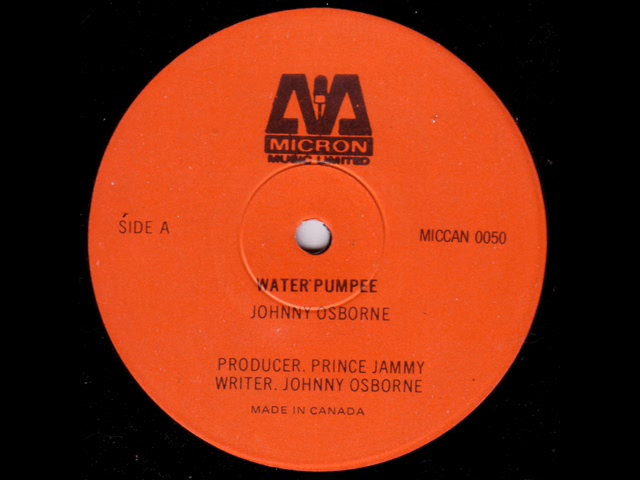 MICRON
MUSIC LIMITED
SIDE A
MICCAN 0050
WATER PUMPEE
JOHNNY OSBORNE
PRODUCER. PRINCE JAMMY
WRITER. JOHNNY OSBORNE
MADE IN CANADA